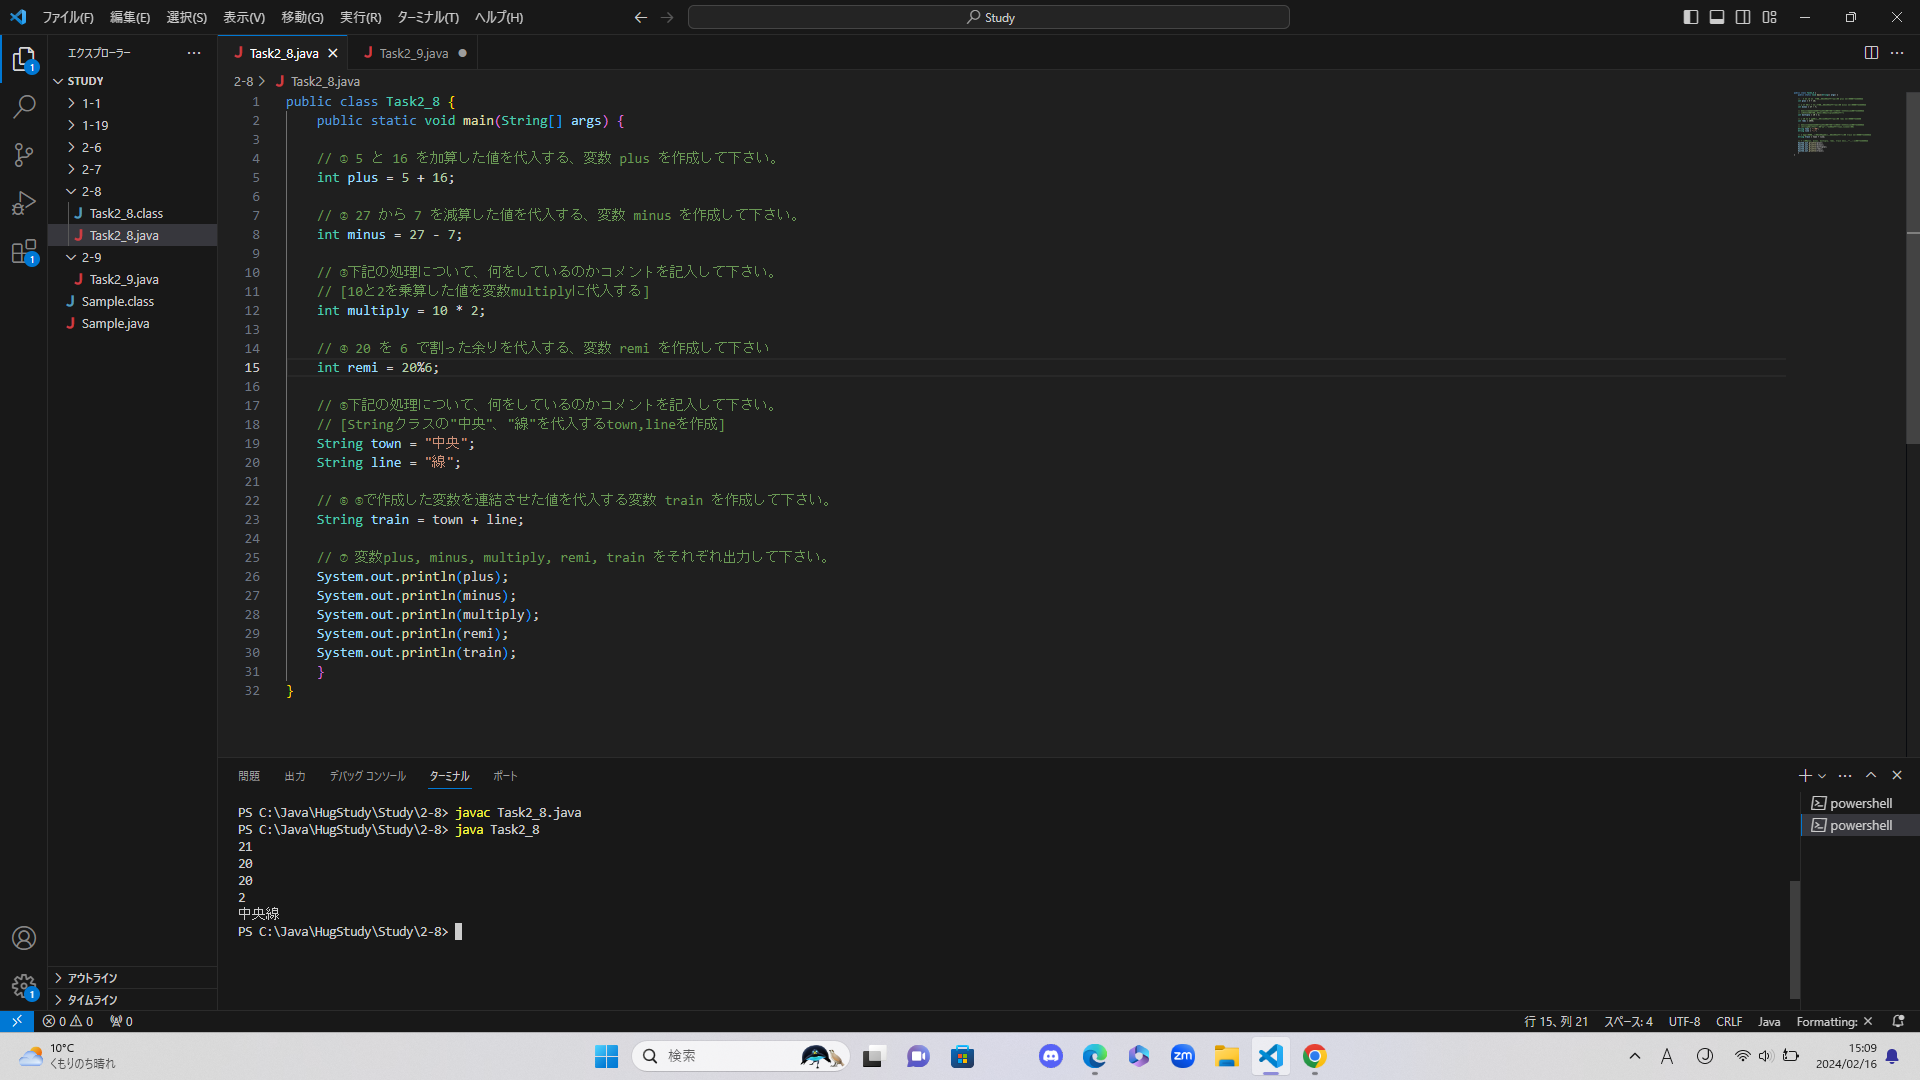 ファイル(F) 編集(E) 選択(S) 表示(V) 移動(G) 実行(R) ターミナル(T) ヘルプ(H) Study
エクスプローラー
STUDY
1-1
1-19
2-6
2-7
2-8
Task2_8.class
Task2_8.java
2-9
Task2_9.java
Sample.class
Sample.java
アウトライン
タイムライン
Task2_8.java Task2_9.java
2-8 Task2_8.java
1 public class Task2_8 {
2 public static void main(String[] args) {
3
4 // ① 5 と 16 を加算した値を代入する、変数 plus を作成して下さい。
5 int plus = 5 + 16;
6
7 // ② 27 から 7 を減算した値を代入する、変数 minus を作成して下さい。
8 int minus = 27 - 7;
9
10 // ③下記の処理について、何をしているのかコメントを記入して下さい。
11 // [10と2を乗算した値を変数multiplyに代入する]
12 int multiply = 10 * 2;
13
14 // ④ 20 を 6 で割った余りを代入する、変数 remi を作成して下さい
15 int remi = 20%6;
16
17 // ⑤下記の処理について、何をしているのかコメントを記入して下さい。
18 // [Stringクラスの"中央"、"線"を代入するtown,lineを作成]
19 String town = "中央";
20 String line = "線";
21
22 // ⑥ ⑤で作成した変数を連結させた値を代入する変数 train を作成して下さい。
23 String train = town + line;
24
25 // ⑦ 変数plus, minus, multiply, remi, train をそれぞれ出力して下さい。
26 System.out.println(plus);
27 System.out.println(minus);
28 System.out.println(multiply);
29 System.out.println(remi);
30 System.out.println(train);
31 }
32 }
問題 出力 デバッグ コンソール ターミナル ポート
PS C:\Java\HugStudy\Study\2-8> javac Task2_8.java
PS C:\Java\HugStudy\Study\2-8> java Task2_8
21
20
20
2
中央線
PS C:\Java\HugStudy\Study\2-8>
powershell
powershell
0 0 0 行 15、列 21 スペース: 4 UTF-8 CRLF Java Formatting: ✕
10°C
くもりのち晴れ
検索
zm
A
15:09
2024/02/16